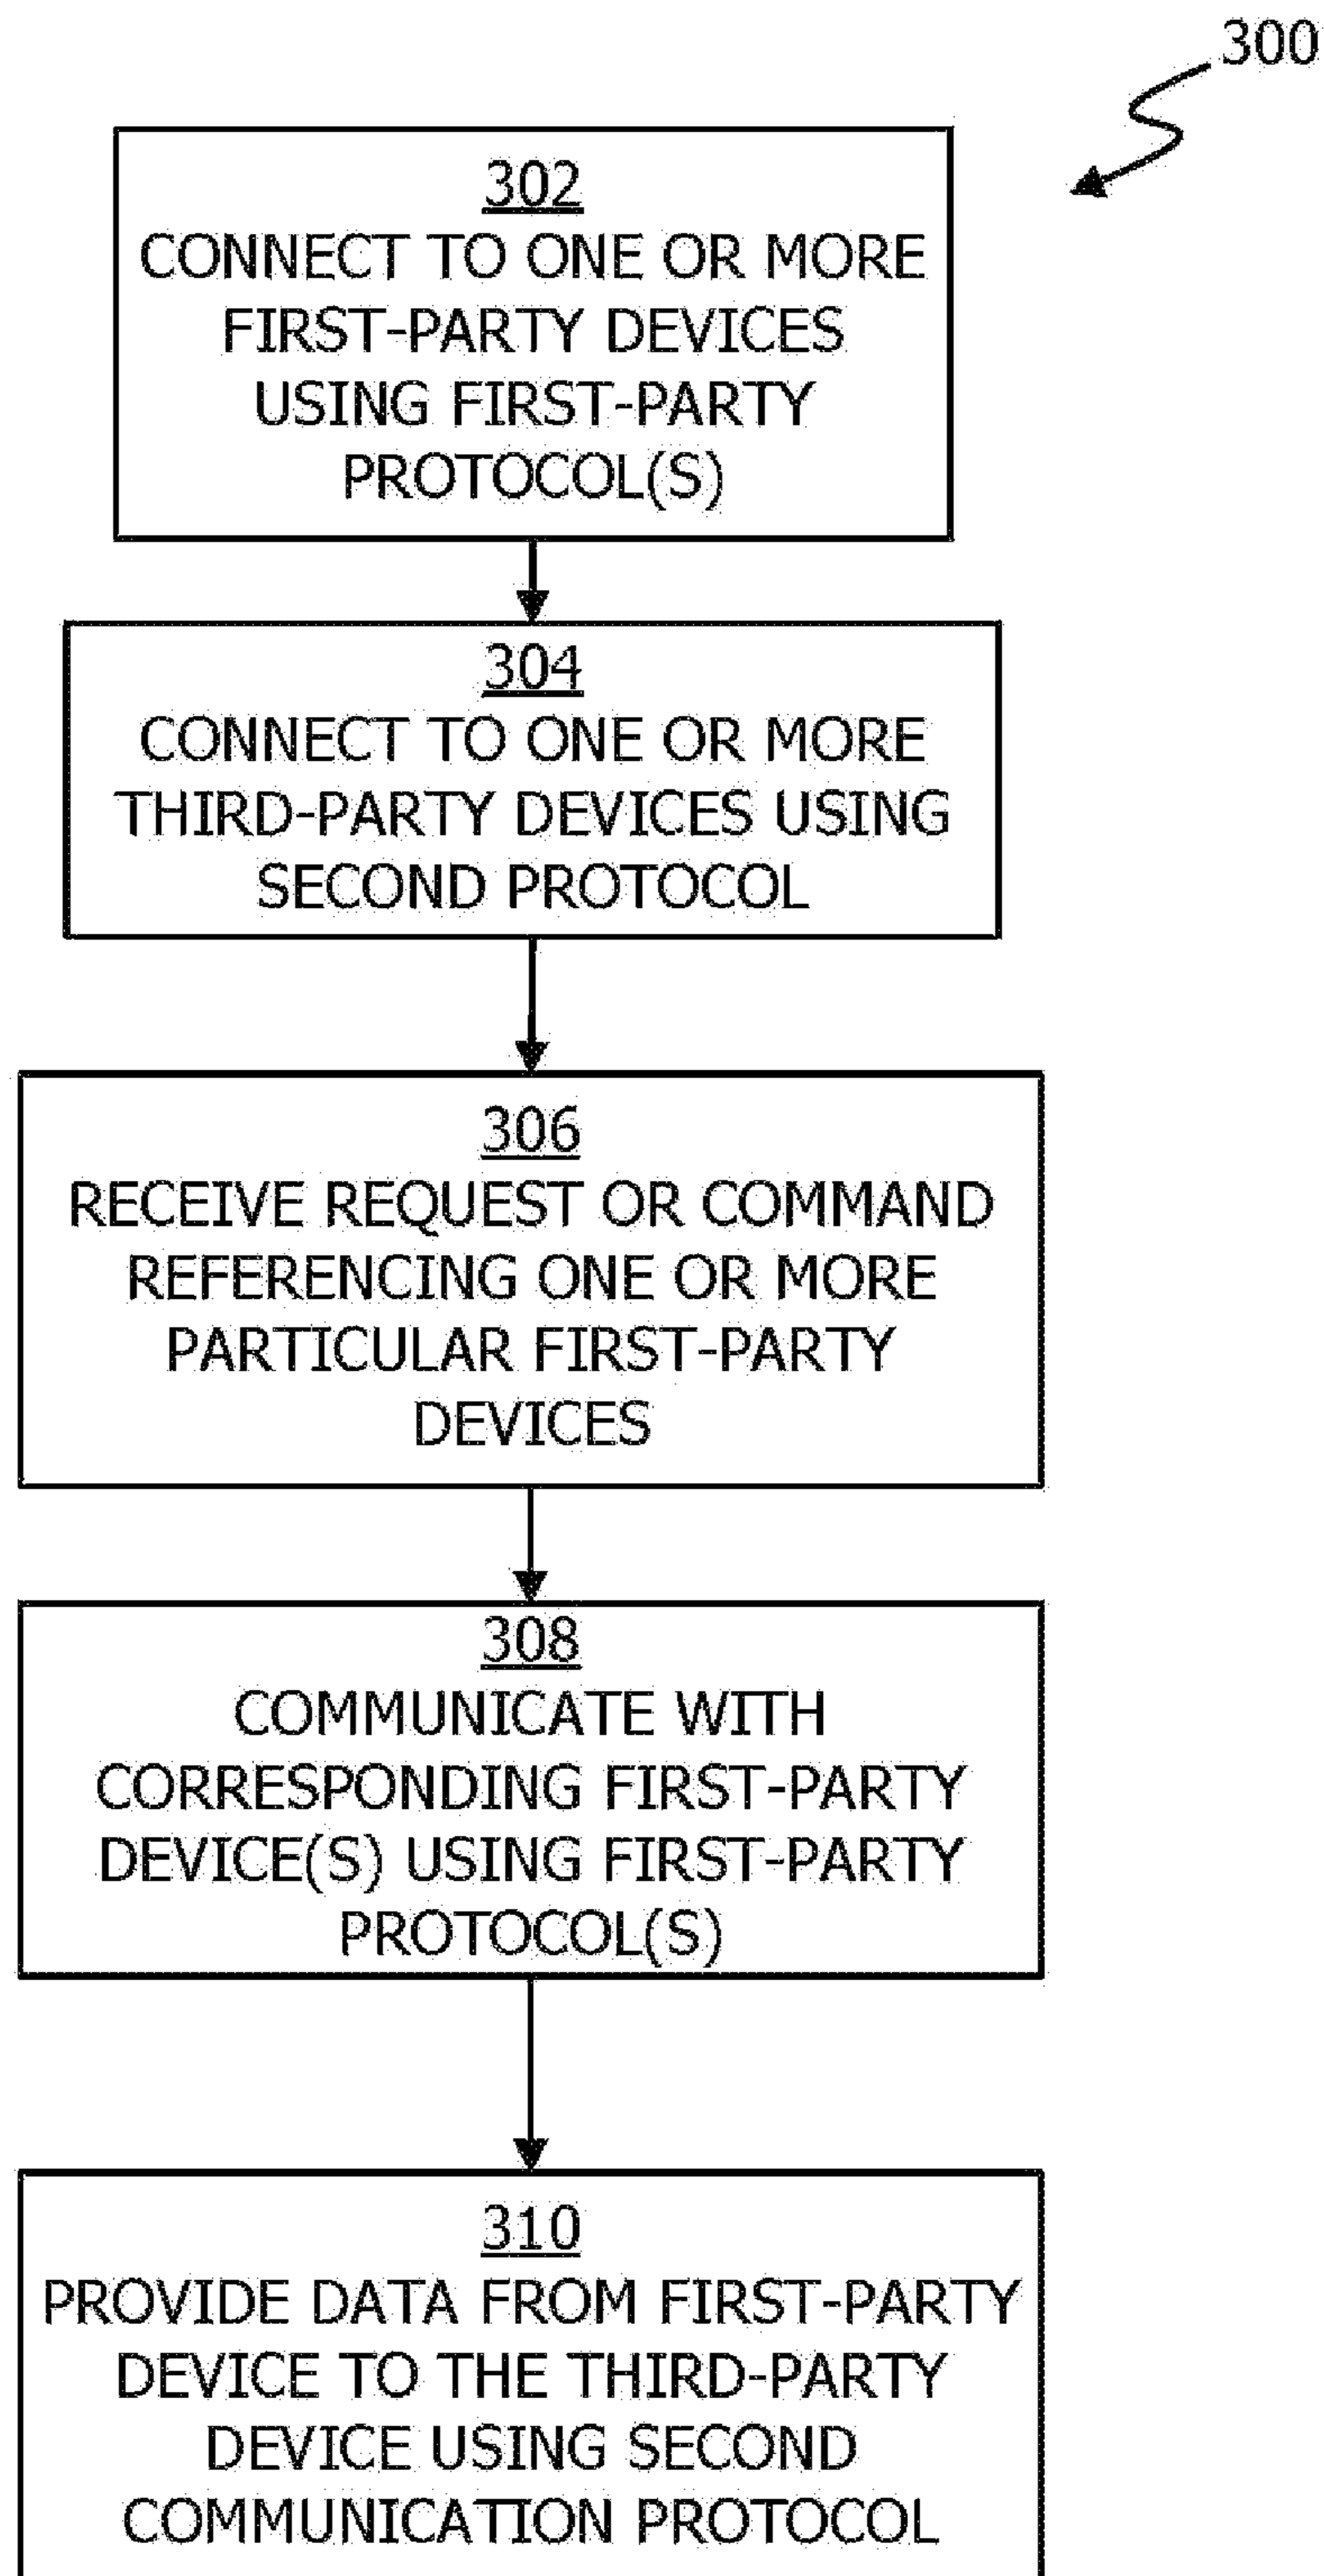 300
302
CONNECT TO ONE OR MORE
FIRST-PARTY DEVICES
USING FIRST-PARTY
PROTOCOL(S)
304
CONNECT TO ONE OR MORE
THIRD-PARTY DEVICES USING
SECOND PROTOCOL
306
RECEIVE REQUEST OR COMMAND
REFERENCING ONE OR MORE
PARTICULAR FIRST-PARTY
DEVICES
308
COMMUNICATE WITH
CORRESPONDING FIRST-PARTY
DEVICE(S) USING FIRST-PARTY
PROTOCOL(S)
310
PROVIDE DATA FROM FIRST-PARTY
DEVICE TO THE THIRD-PARTY
DEVICE USING SECOND
COMMUNICATION PROTOCOL